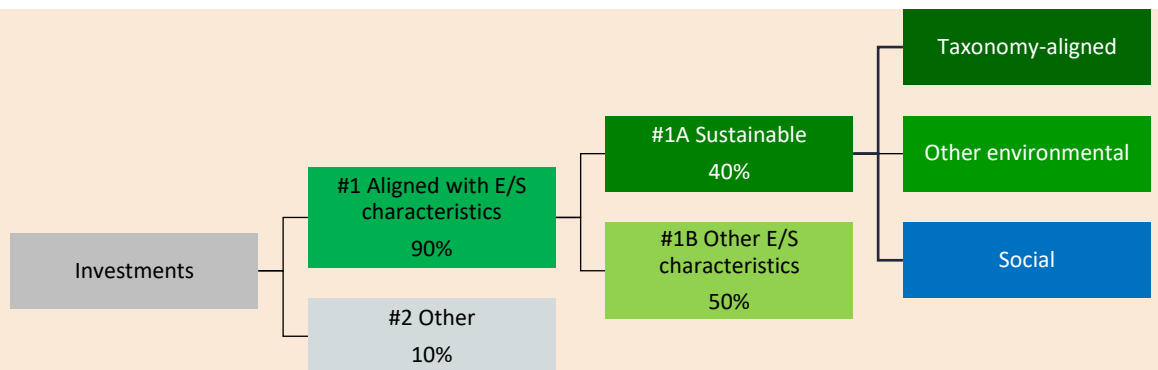 Investments
#1 Aligned with E/S
characteristics
90%
#2 Other
10%
#1A Sustainable
40%
#1B Other E/S
characteristics
50%
Taxonomy-aligned
Other environmental
Social